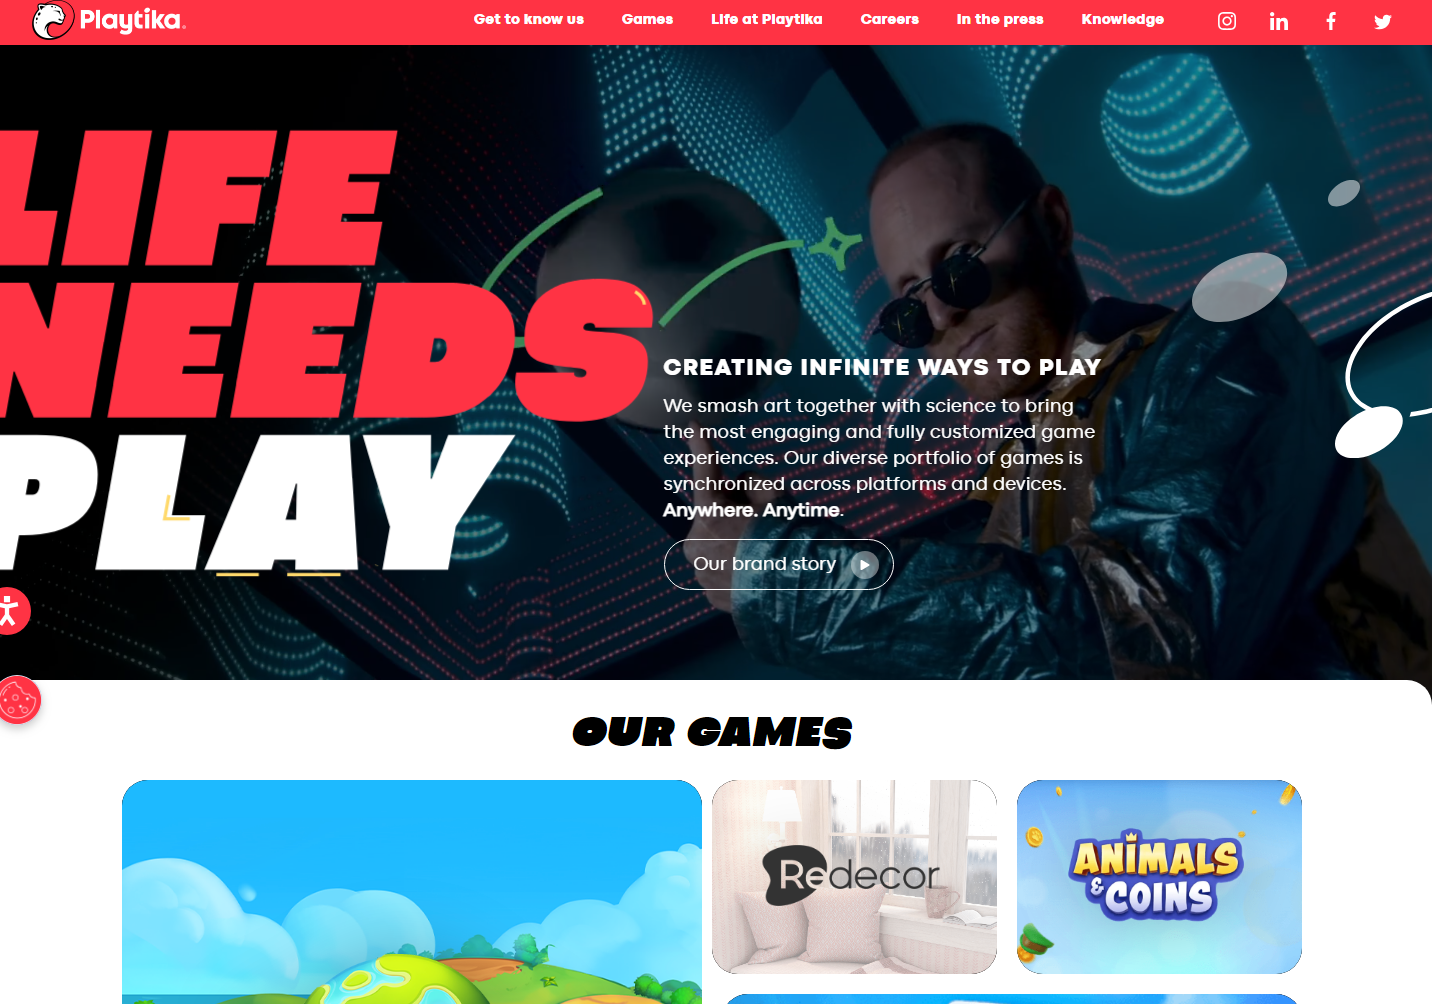 Playtika
Get to know us
Games
Life at Playtika
Careers
In the press
Knowledge
LIFE
NEEDS
PLAY
CREATING INFINITE WAYS TO PLAY
We smash art together with science to bring
the most engaging and fully customized game
experiences. Our diverse portfolio of games is
synchronized across platforms and devices.
Anywhere. Anytime.
Our brand story
OUR GAMES
Redecor
ANIMALS
& COINS